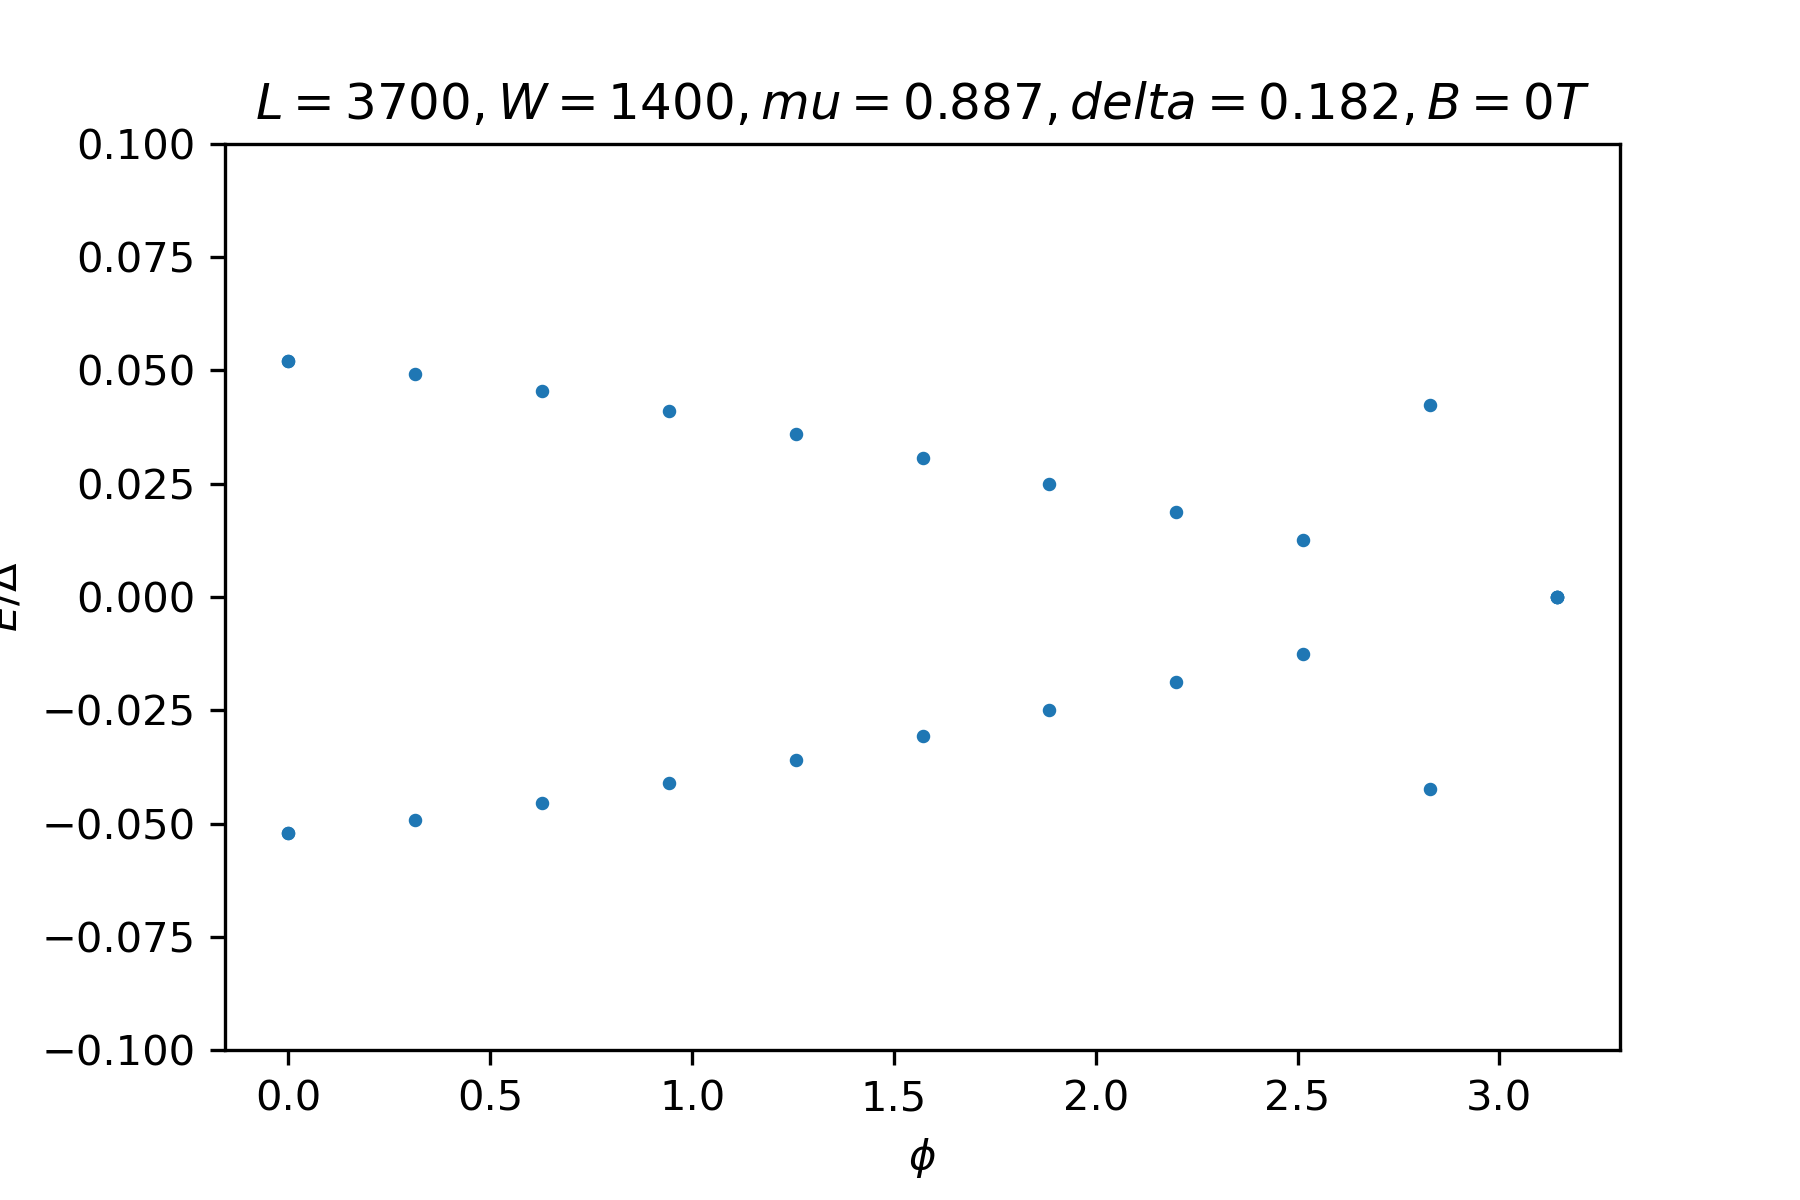 L = 3700, W = 1400, mu = 0.887, delta = 0.182, B = 0T
0.100
0.075
0.050
0.025
0.000
−0.025
−0.050
−0.075
−0.100
E/Δ
0.0 0.5 1.0 1.5 2.0 2.5 3.0
ϕ